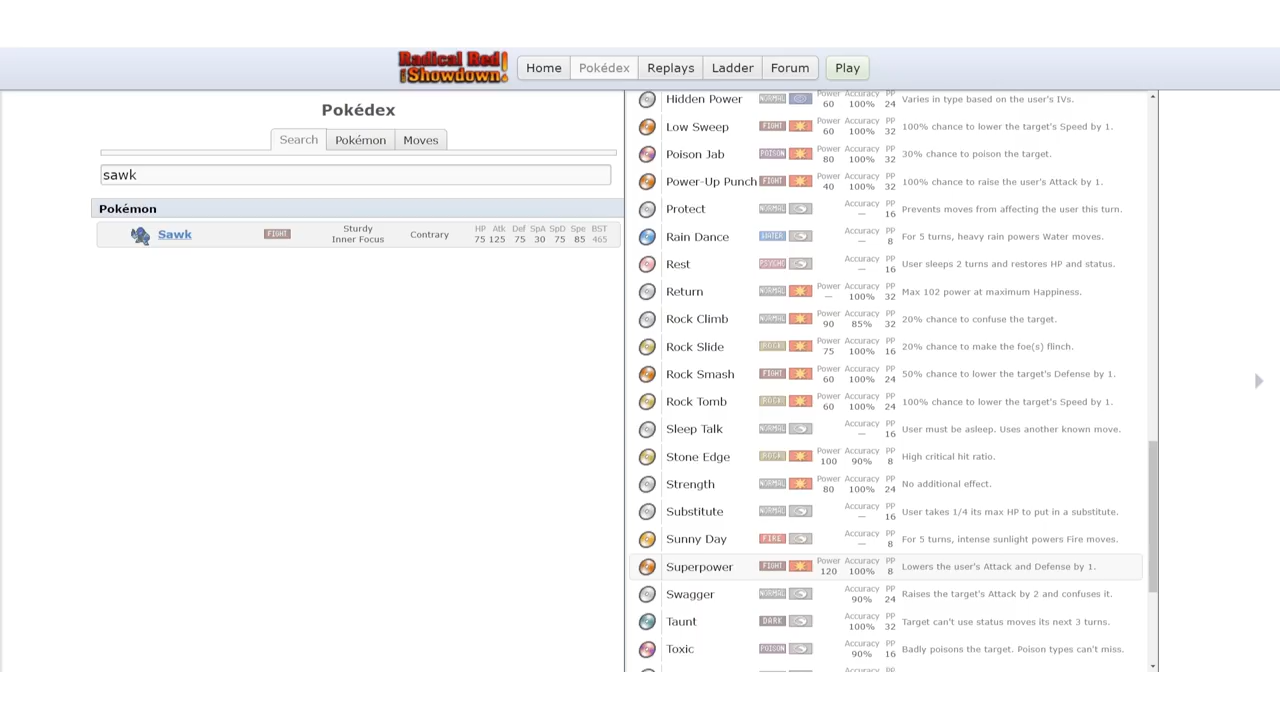 Radical Red Showdown!
Home Pokédex Replays Ladder Forum Play
Pokédex
Search Pokémon Moves
sawk
Pokémon
Sawk FIGHT Sturdy Inner Focus Contrary HP 75 Atk 125 Def 75 SpA 30 SpD 75 Spe 85 BST 465
Hidden Power NORMAL Power 60 Accuracy 100% PP 24 Varies in type based on the user's IVs.
Low Sweep FIGHT Power 60 Accuracy 100% PP 32 100% chance to lower the target's Speed by 1.
Poison Jab POISON Power 80 Accuracy 100% PP 32 30% chance to poison the target.
Power-Up Punch FIGHT Power 40 Accuracy 100% PP 32 100% chance to raise the user's Attack by 1.
Protect NORMAL Accuracy — PP 16 Prevents moves from affecting the user this turn.
Rain Dance WATER Accuracy — PP 8 For 5 turns, heavy rain powers Water moves.
Rest PSYCHC Accuracy — PP 16 User sleeps 2 turns and restores HP and status.
Return NORMAL Power — Accuracy 100% PP 32 Max 102 power at maximum Happiness.
Rock Climb NORMAL Power 90 Accuracy 85% PP 32 20% chance to confuse the target.
Rock Slide ROCK Power 75 Accuracy 100% PP 16 20% chance to make the foe(s) flinch.
Rock Smash FIGHT Power 60 Accuracy 100% PP 24 50% chance to lower the target's Defense by 1.
Rock Tomb ROCK Power 60 Accuracy 100% PP 24 100% chance to lower the target's Speed by 1.
Sleep Talk NORMAL Accuracy — PP 16 User must be asleep. Uses another known move.
Stone Edge ROCK Power 100 Accuracy 90% PP 8 High critical hit ratio.
Strength NORMAL Power 80 Accuracy 100% PP 24 No additional effect.
Substitute NORMAL Accuracy — PP 16 User takes 1/4 its max HP to put in a substitute.
Sunny Day FIRE Accuracy — PP 8 For 5 turns, intense sunlight powers Fire moves.
Superpower FIGHT Power 120 Accuracy 100% PP 8 Lowers the user's Attack and Defense by 1.
Swagger NORMAL Accuracy 90% PP 24 Raises the target's Attack by 2 and confuses it.
Taunt DARK Accuracy 100% PP 32 Target can't use status moves its next 3 turns.
Toxic POISON Accuracy 90% PP 16 Badly poisons the target. Poison types can't miss.